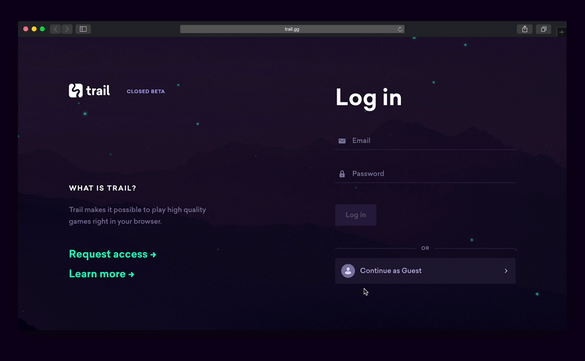 trail.gg
trail
CLOSED BETA
WHAT IS TRAIL?
Trail makes it possible to play high quality
games right in your browser.
Request access →
Learn more →
Log in
Email
Password
Log in
OR
Continue as Guest